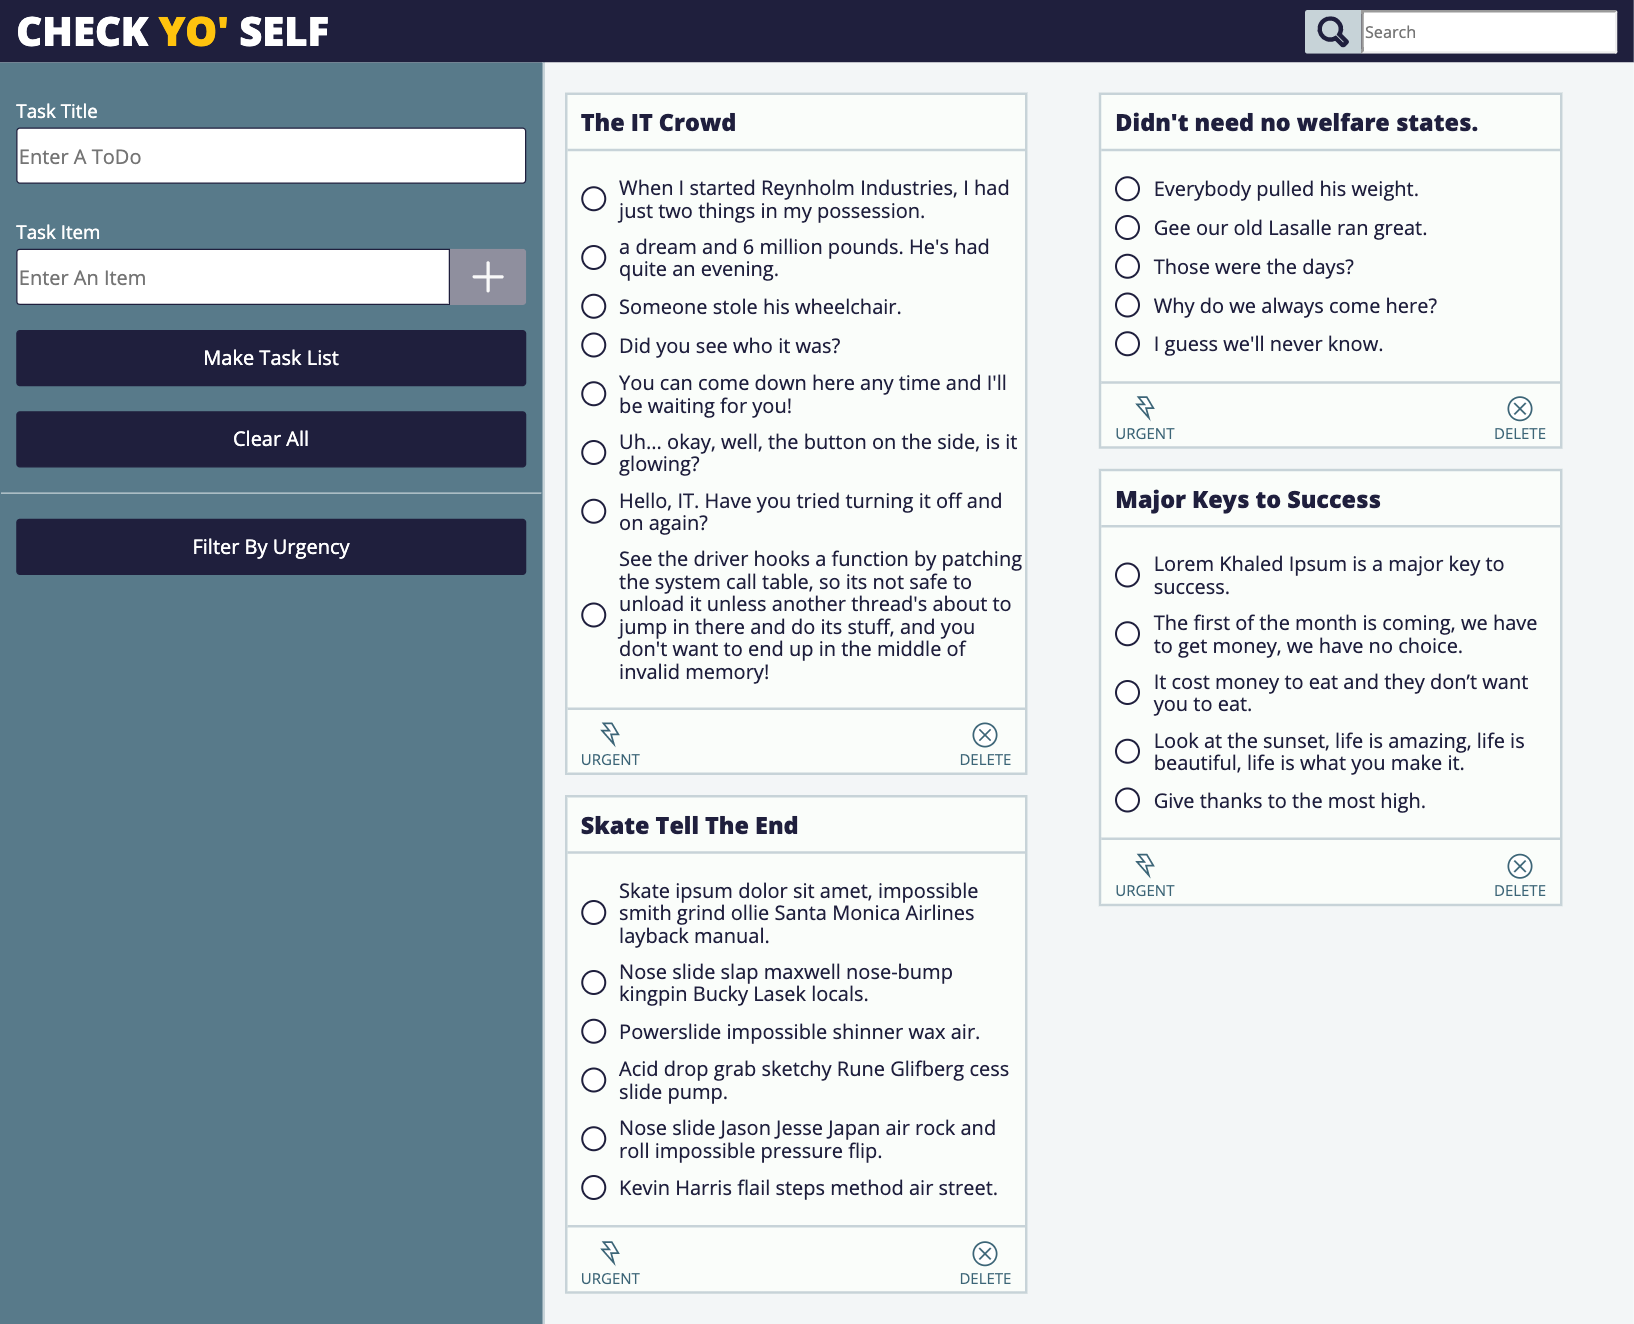 CHECK YO' SELF
Search
Task Title
Enter A ToDo
Task Item
Enter An Item
Make Task List
Clear All
Filter By Urgency
The IT Crowd
When I started Reynholm Industries, I had
just two things in my possession.
a dream and 6 million pounds. He's had
quite an evening.
Someone stole his wheelchair.
Did you see who it was?
You can come down here any time and I'll
be waiting for you!
Uh... okay, well, the button on the side, is it
glowing?
Hello, IT. Have you tried turning it off and
on again?
See the driver hooks a function by patching
the system call table, so its not safe to
unload it unless another thread's about to
jump in there and do its stuff, and you
don't want to end up in the middle of
invalid memory!
URGENT
DELETE
Skate Tell The End
Skate ipsum dolor sit amet, impossible
smith grind ollie Santa Monica Airlines
layback manual.
Nose slide slap maxwell nose-bump
kingpin Bucky Lasek locals.
Powerslide impossible shinner wax air.
Acid drop grab sketchy Rune Glifberg cess
slide pump.
Nose slide Jason Jesse Japan air rock and
roll impossible pressure flip.
Kevin Harris flail steps method air street.
URGENT
DELETE
Didn't need no welfare states.
Everybody pulled his weight.
Gee our old Lasalle ran great.
Those were the days?
Why do we always come here?
I guess we'll never know.
URGENT
DELETE
Major Keys to Success
Lorem Khaled Ipsum is a major key to
success.
The first of the month is coming, we have
to get money, we have no choice.
It cost money to eat and they don’t want
you to eat.
Look at the sunset, life is amazing, life is
beautiful, life is what you make it.
Give thanks to the most high.
URGENT
DELETE